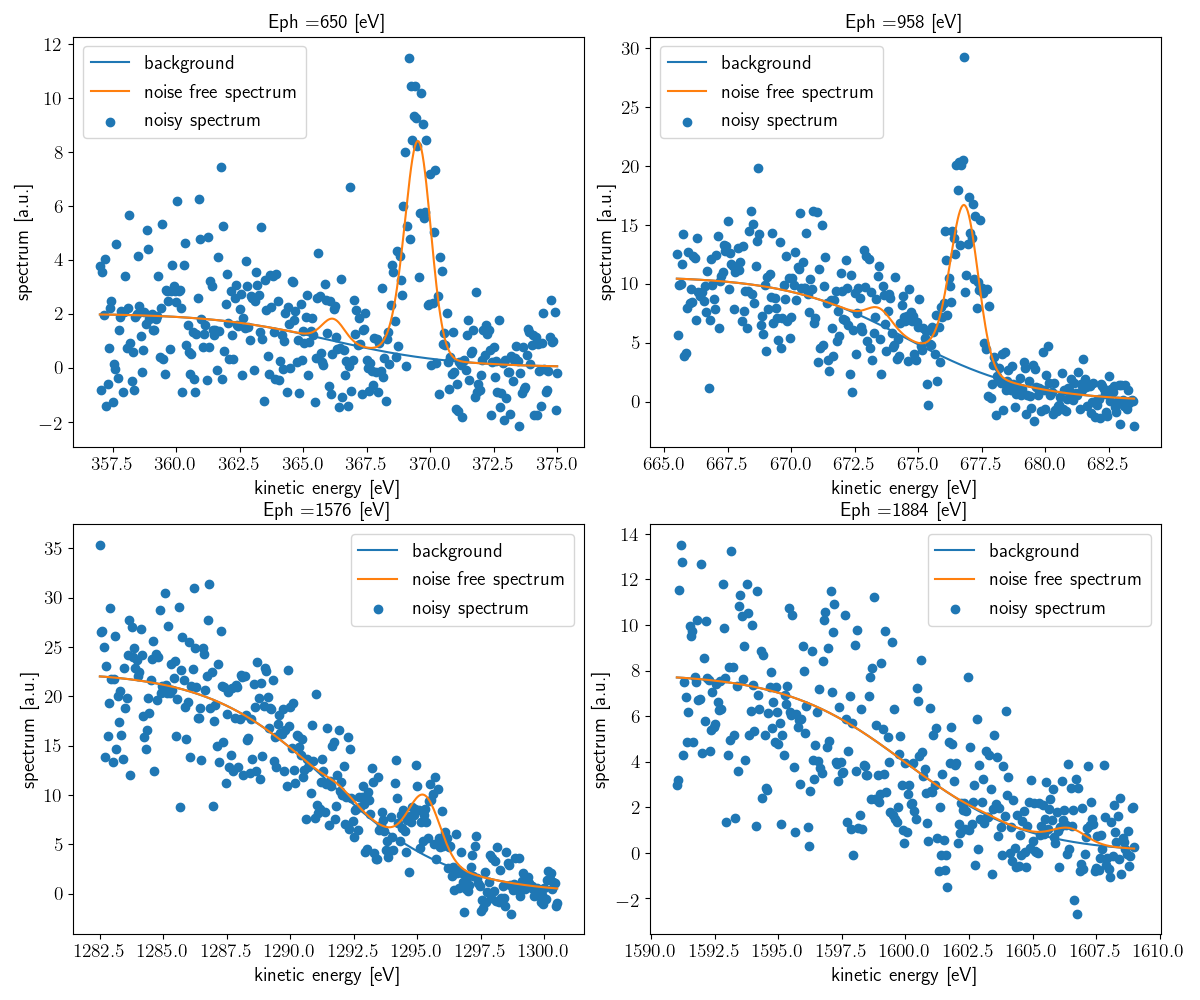 Eph =650 [eV]
background
noise free spectrum
noisy spectrum
12
10
8
6
4
2
0
−2
spectrum [a.u.]
357.5 360.0 362.5 365.0 367.5 370.0 372.5 375.0
kinetic energy [eV]
Eph =958 [eV]
background
noise free spectrum
noisy spectrum
30
25
20
15
10
5
0
spectrum [a.u.]
665.0 667.5 670.0 672.5 675.0 677.5 680.0 682.5
kinetic energy [eV]
Eph =1576 [eV]
background
noise free spectrum
noisy spectrum
35
30
25
20
15
10
5
0
spectrum [a.u.]
1282.5 1285.0 1287.5 1290.0 1292.5 1295.0 1297.5 1300.0
kinetic energy [eV]
Eph =1884 [eV]
background
noise free spectrum
noisy spectrum
14
12
10
8
6
4
2
0
−2
spectrum [a.u.]
1590.0 1592.5 1595.0 1597.5 1600.0 1602.5 1605.0 1607.5 1610.0
kinetic energy [eV]